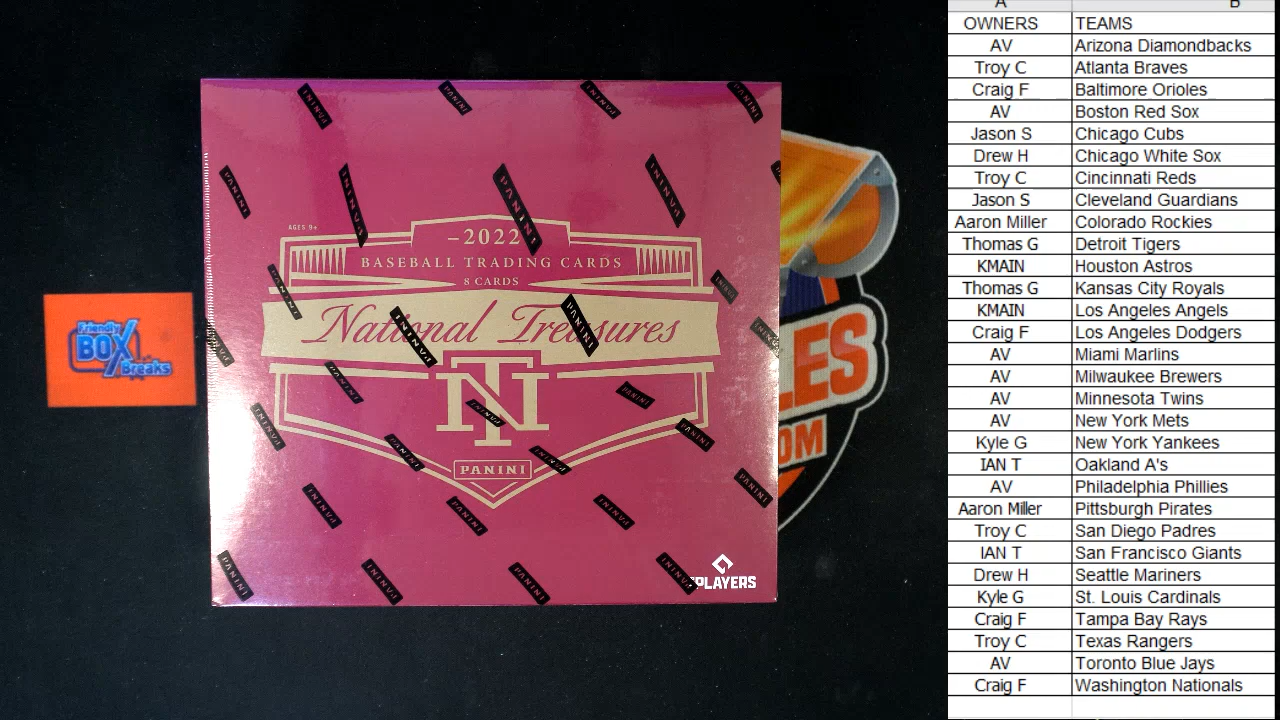 Friendly
BOX
Breaks
AGES 9+
-2022
BASEBALL TRADING CARDS
8 CARDS
National Treasures
NT
PANINI
PLAYERS
LES
OM
A B
OWNERS TEAMS
AV Arizona Diamondbacks
Troy C Atlanta Braves
Craig F Baltimore Orioles
AV Boston Red Sox
Jason S Chicago Cubs
Drew H Chicago White Sox
Troy C Cincinnati Reds
Jason S Cleveland Guardians
Aaron Miller Colorado Rockies
Thomas G Detroit Tigers
KMAIN Houston Astros
Thomas G Kansas City Royals
KMAIN Los Angeles Angels
Craig F Los Angeles Dodgers
AV Miami Marlins
AV Milwaukee Brewers
AV Minnesota Twins
AV New York Mets
Kyle G New York Yankees
IAN T Oakland A's
AV Philadelphia Phillies
Aaron Miller Pittsburgh Pirates
Troy C San Diego Padres
IAN T San Francisco Giants
Drew H Seattle Mariners
Kyle G St. Louis Cardinals
Craig F Tampa Bay Rays
Troy C Texas Rangers
AV Toronto Blue Jays
Craig F Washington Nationals